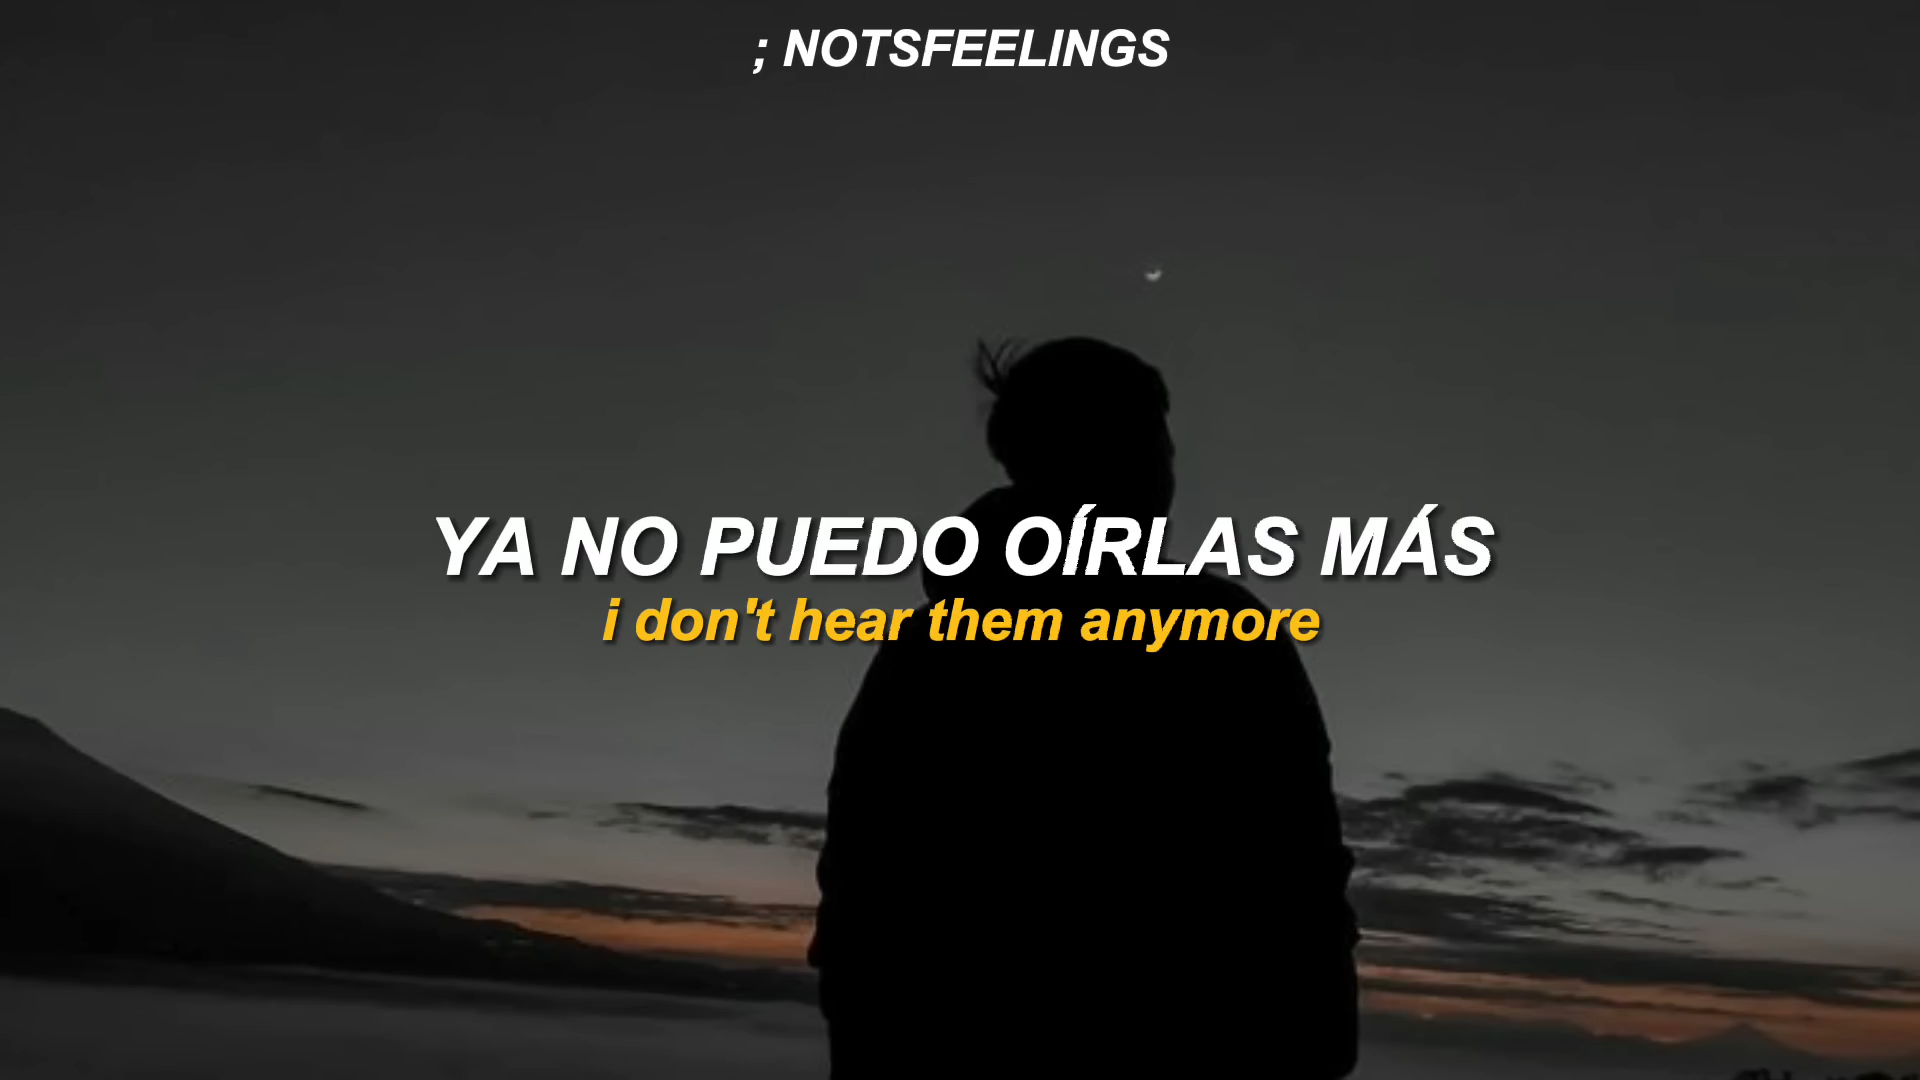 ; NOTSFEELINGS
YA NO PUEDO OÍRLAS MÁS
i don't hear them anymore